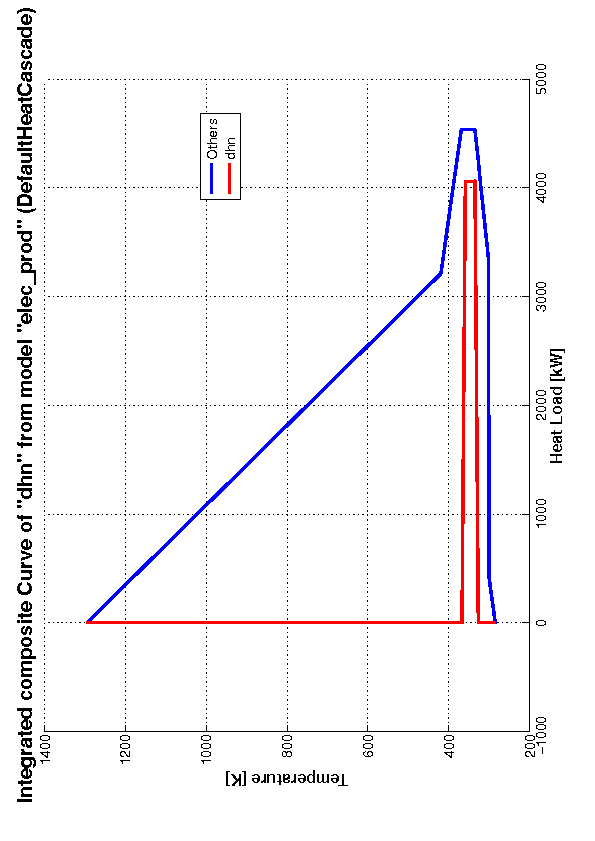 Integrated composite Curve of "dhn" from model "elec_prod" (DefaultHeatCascade)
Others
dhn
1400
1200
1000
800
600
400
200
Temperature [K]
-1000
0
1000
2000
3000
4000
5000
Heat Load [kW]